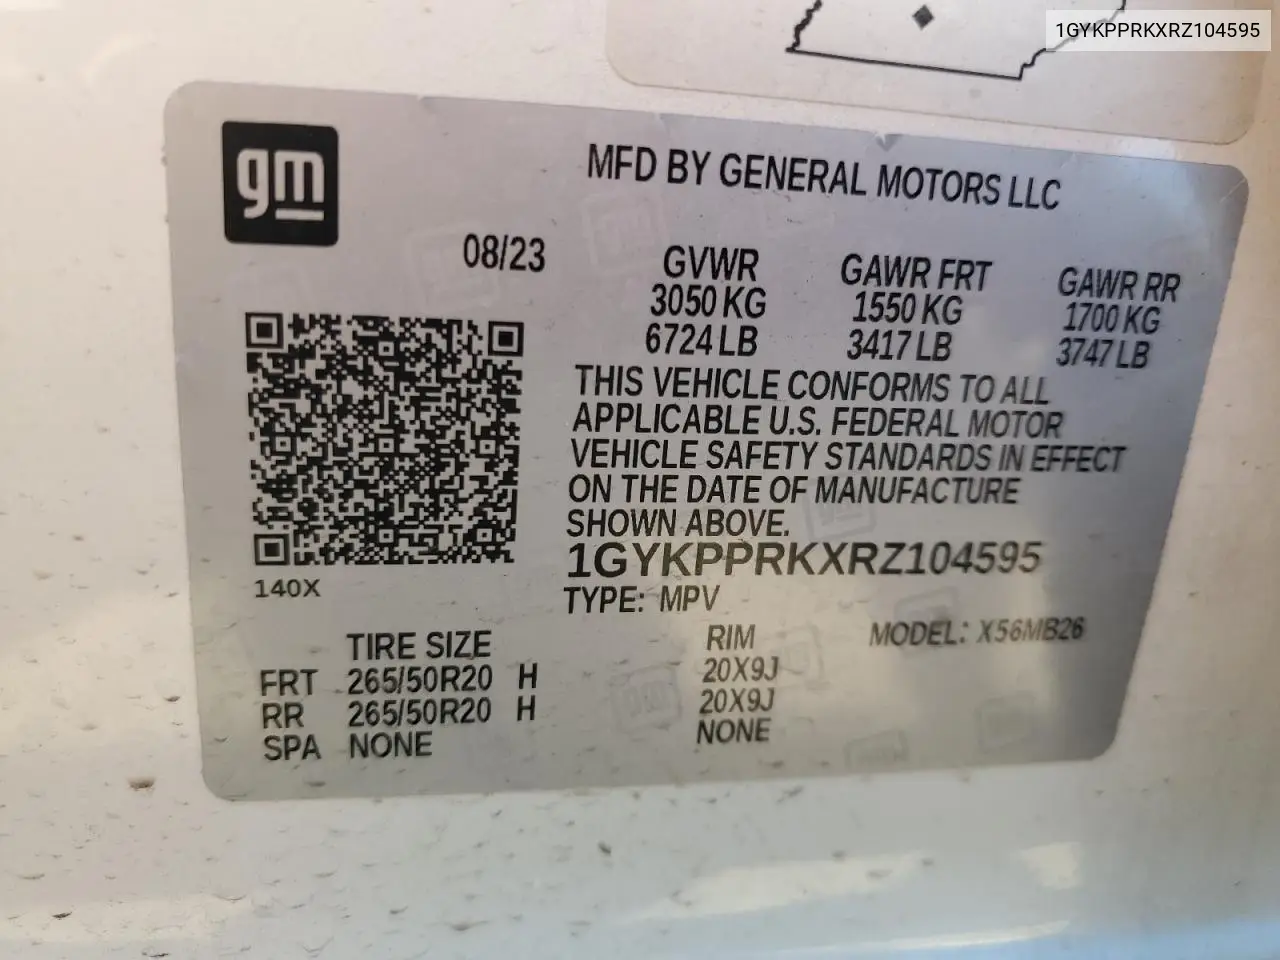 1GYKPPRKXRZ104595
gm
MFD BY GENERAL MOTORS LLC
08/23
GVWR GAWR FRT GAWR RR
3050 KG 1550 KG 1700 KG
6724 LB 3417 LB 3747 LB
THIS VEHICLE CONFORMS TO ALL
APPLICABLE U.S. FEDERAL MOTOR
VEHICLE SAFETY STANDARDS IN EFFECT
ON THE DATE OF MANUFACTURE
SHOWN ABOVE.
1GYKPPRKXRZ104595
140X
TYPE: MPV
MODEL: X56MB26
TIRE SIZE RIM
FRT 265/50R20 H 20X9J
RR 265/50R20 H 20X9J
SPA NONE NONE